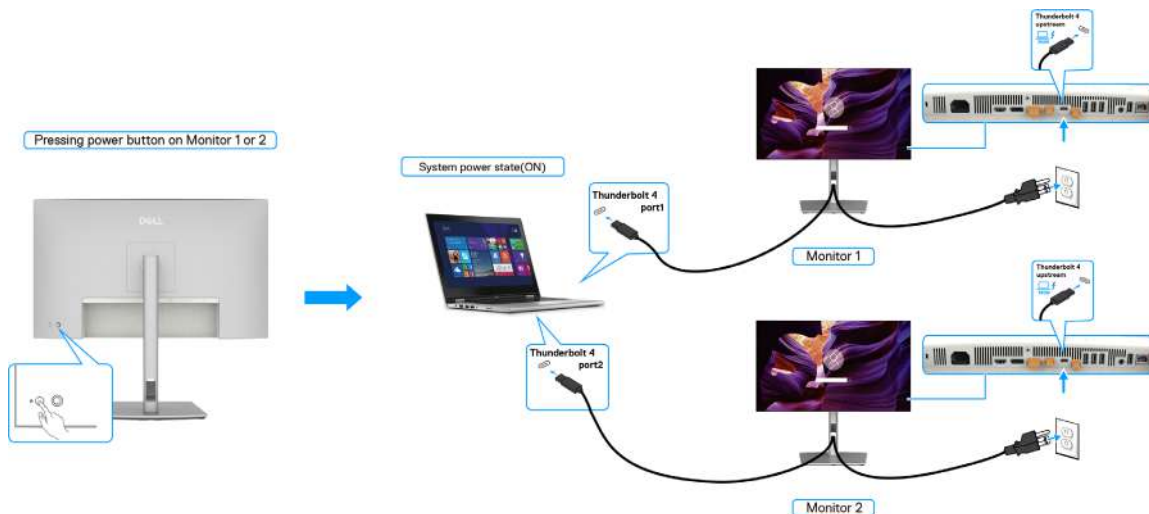 Pressing power button on Monitor 1 or 2
DELL
System power state(ON)
Thunderbolt 4
port1
Thunderbolt 4
port2
Thunderbolt 4
upstream
Monitor 1
Thunderbolt 4
upstream
Monitor 2